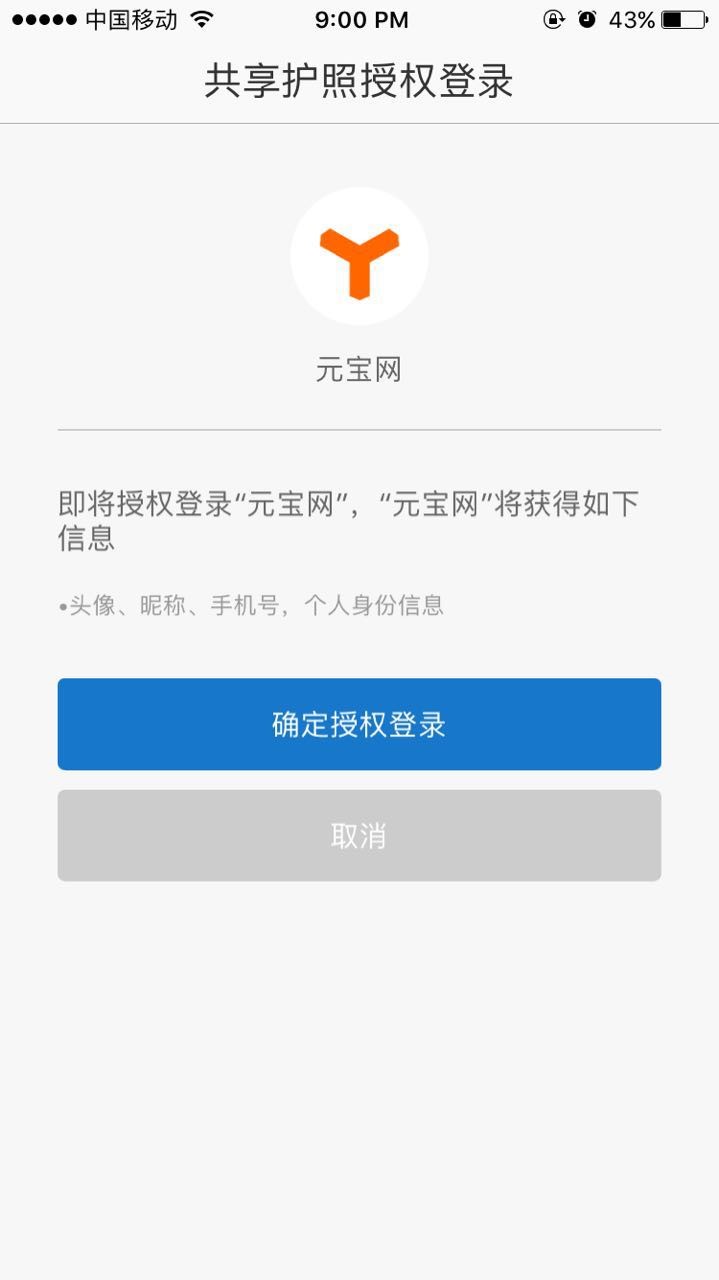 中国移动 9:00 PM 43%
共享护照授权登录
元宝网
即将授权登录“元宝网”，“元宝网”将获得如下
信息
•头像、昵称、手机号，个人身份信息
确定授权登录
取消